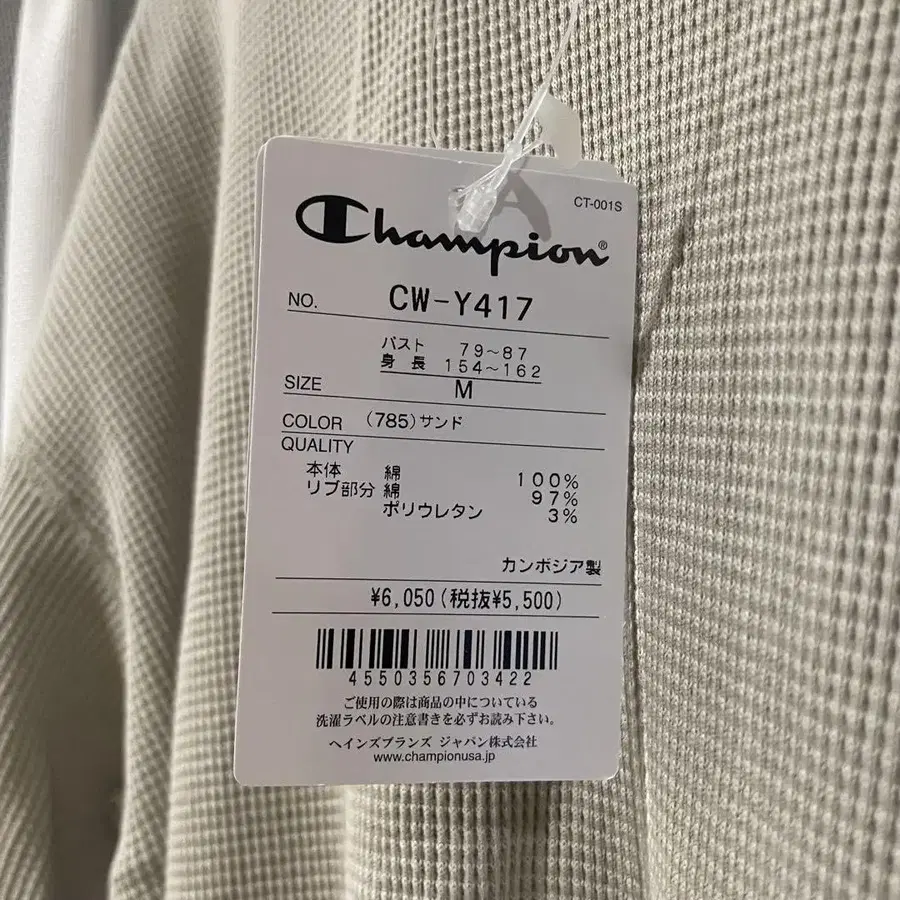 CT-001S
Champion®
NO. CW-Y417
バスト 79~87
身長 154~162
SIZE M
COLOR (785)サンド
QUALITY
本体 綿 100%
リブ部分 綿 97%
ポリウレタン 3%
カンボジア製
¥6,050(税抜¥5,500)
4550356703422
ご使用の際は商品の中についている
洗濯ラベルの注意書きを必ずお読み下さい。
ヘインズブランズ ジャパン株式会社
www.championusa.jp